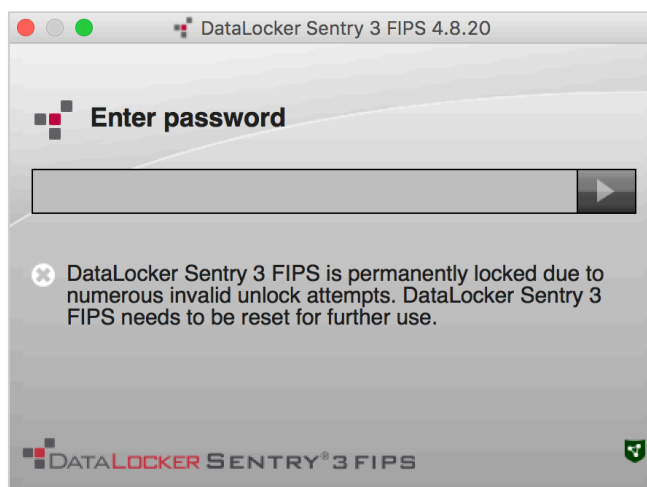 DataLocker Sentry 3 FIPS 4.8.20
Enter password
DataLocker Sentry 3 FIPS is permanently locked due to
numerous invalid unlock attempts. DataLocker Sentry 3
FIPS needs to be reset for further use.
DATALOCKER SENTRY® 3 FIPS